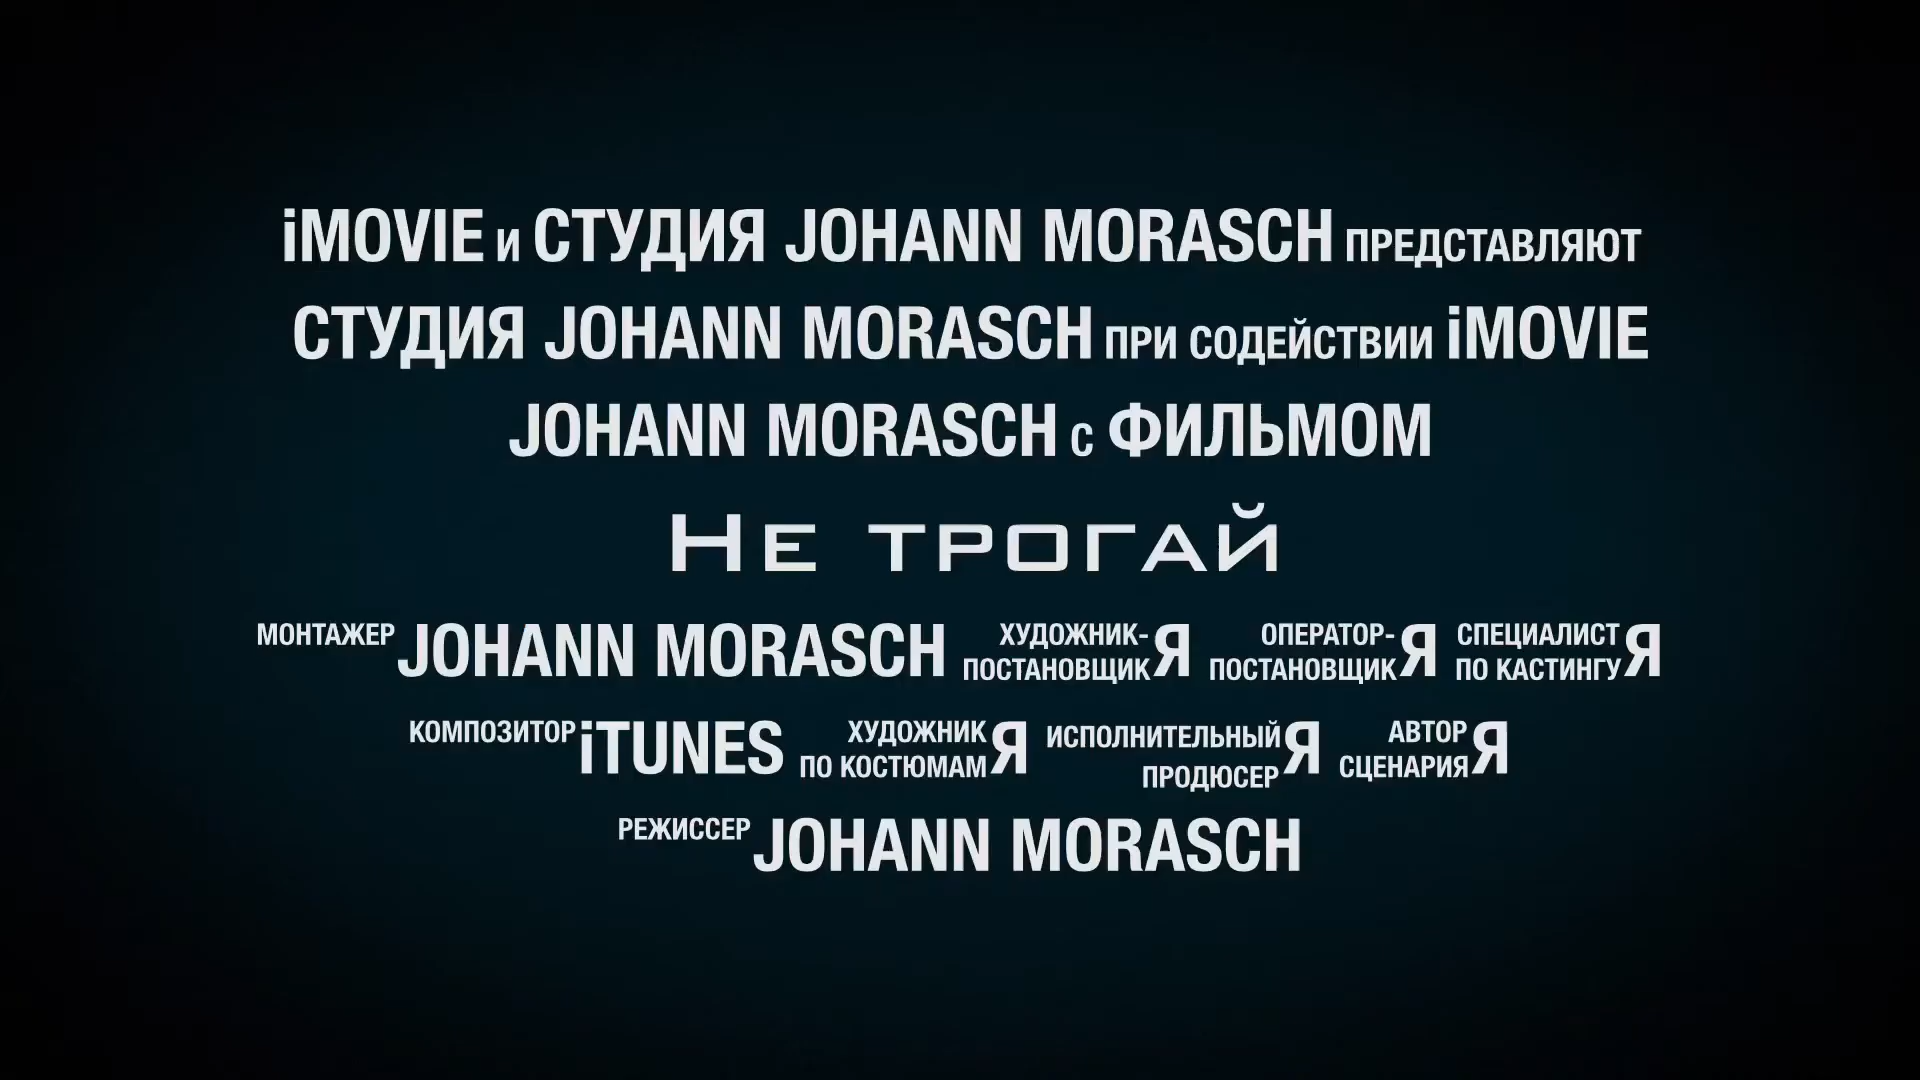 iMOVIE и СТУДИЯ JOHANN MORASCH ПРЕДСТАВЛЯЮТ
СТУДИЯ JOHANN MORASCH ПРИ СОДЕЙСТВИИ iMOVIE
JOHANN MORASCH С ФИЛЬМОМ
НЕ ТРОГАЙ
МОНТАЖЕР JOHANN MORASCH ХУДОЖНИК-ПОСТАНОВЩИК Я ОПЕРАТОР-ПОСТАНОВЩИК Я СПЕЦИАЛИСТ ПО КАСТИНГУ Я
КОМПОЗИТОР iTUNES ХУДОЖНИК ПО КОСТЮМАМ Я ИСПОЛНИТЕЛЬНЫЙ ПРОДЮСЕР Я АВТОР СЦЕНАРИЯ Я
РЕЖИССЕР JOHANN MORASCH